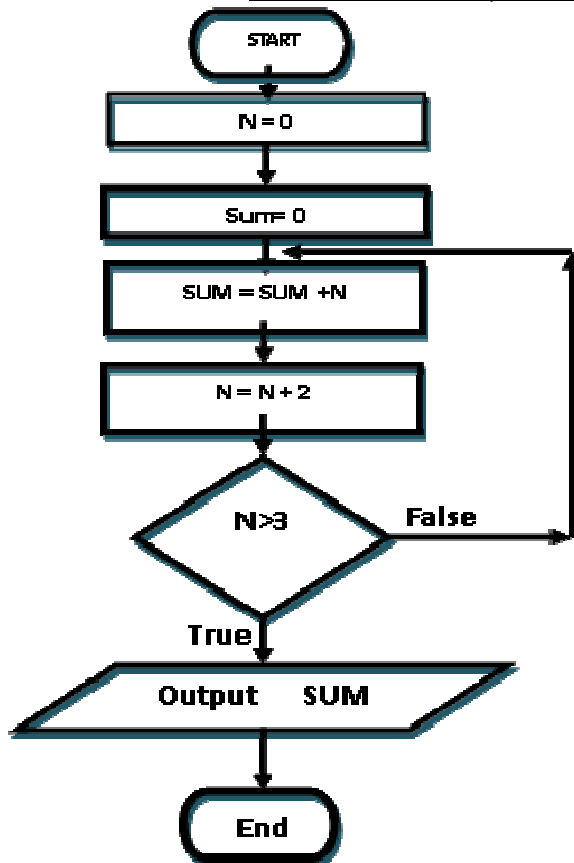 START
N = 0
Sum= 0
SUM = SUM +N
N = N + 2
N>3
False
True
Output SUM
End